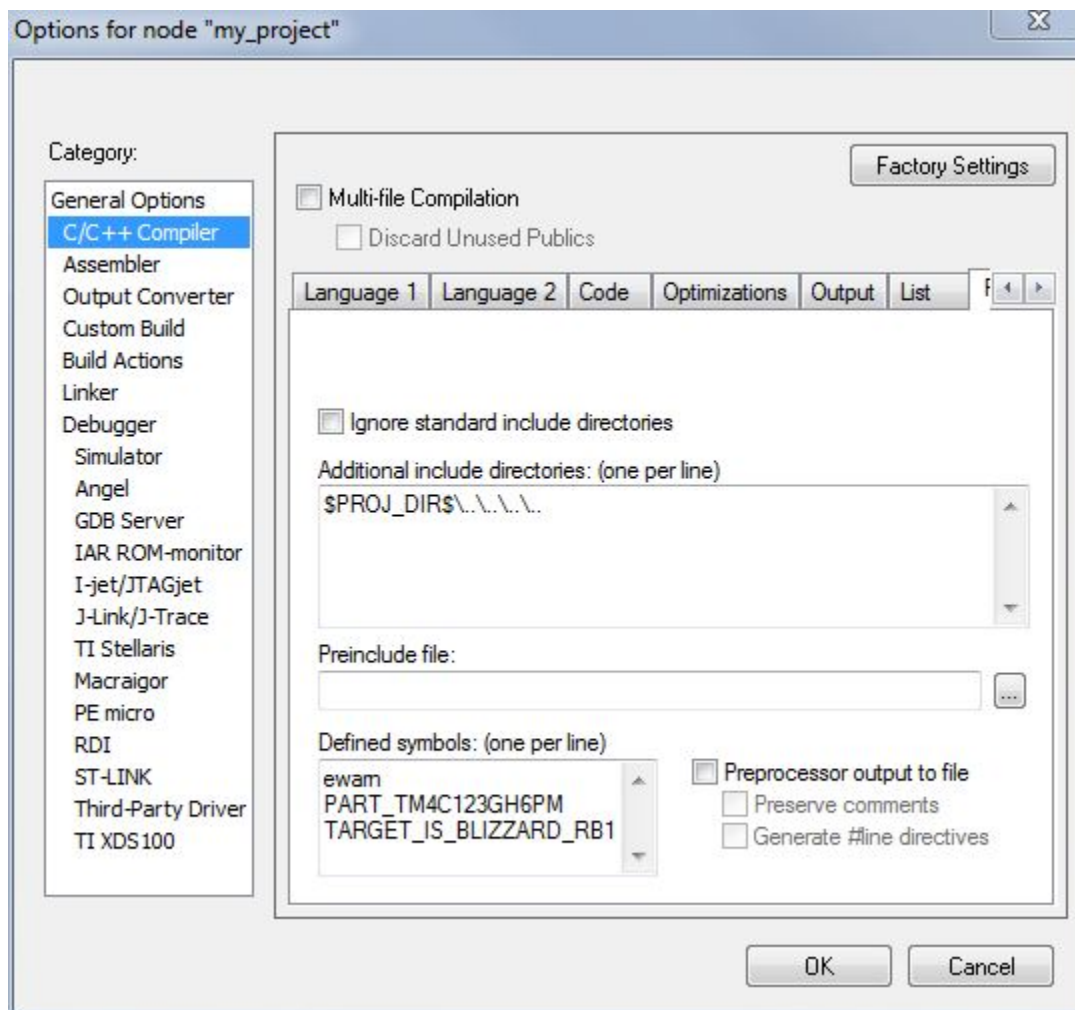 Options for node "my_project"
Category:
General Options
C/C++ Compiler
Assembler
Output Converter
Custom Build
Build Actions
Linker
Debugger
Simulator
Angel
GDB Server
IAR ROM-monitor
I-jet/JTAGjet
J-Link/J-Trace
TI Stellaris
Macraigor
PE micro
RDI
ST-LINK
Third-Party Driver
TI XDS100
Factory Settings
Multi-file Compilation
Discard Unused Publics
Language 1 Language 2 Code Optimizations Output List
Ignore standard include directories
Additional include directories: (one per line)
$PROJ_DIR$\..\..\..\..
Preinclude file:
...
Defined symbols: (one per line)
ewarm
PART_TM4C123GH6PM
TARGET_IS_BLIZZARD_RB1
Preprocessor output to file
Preserve comments
Generate #line directives
OK Cancel